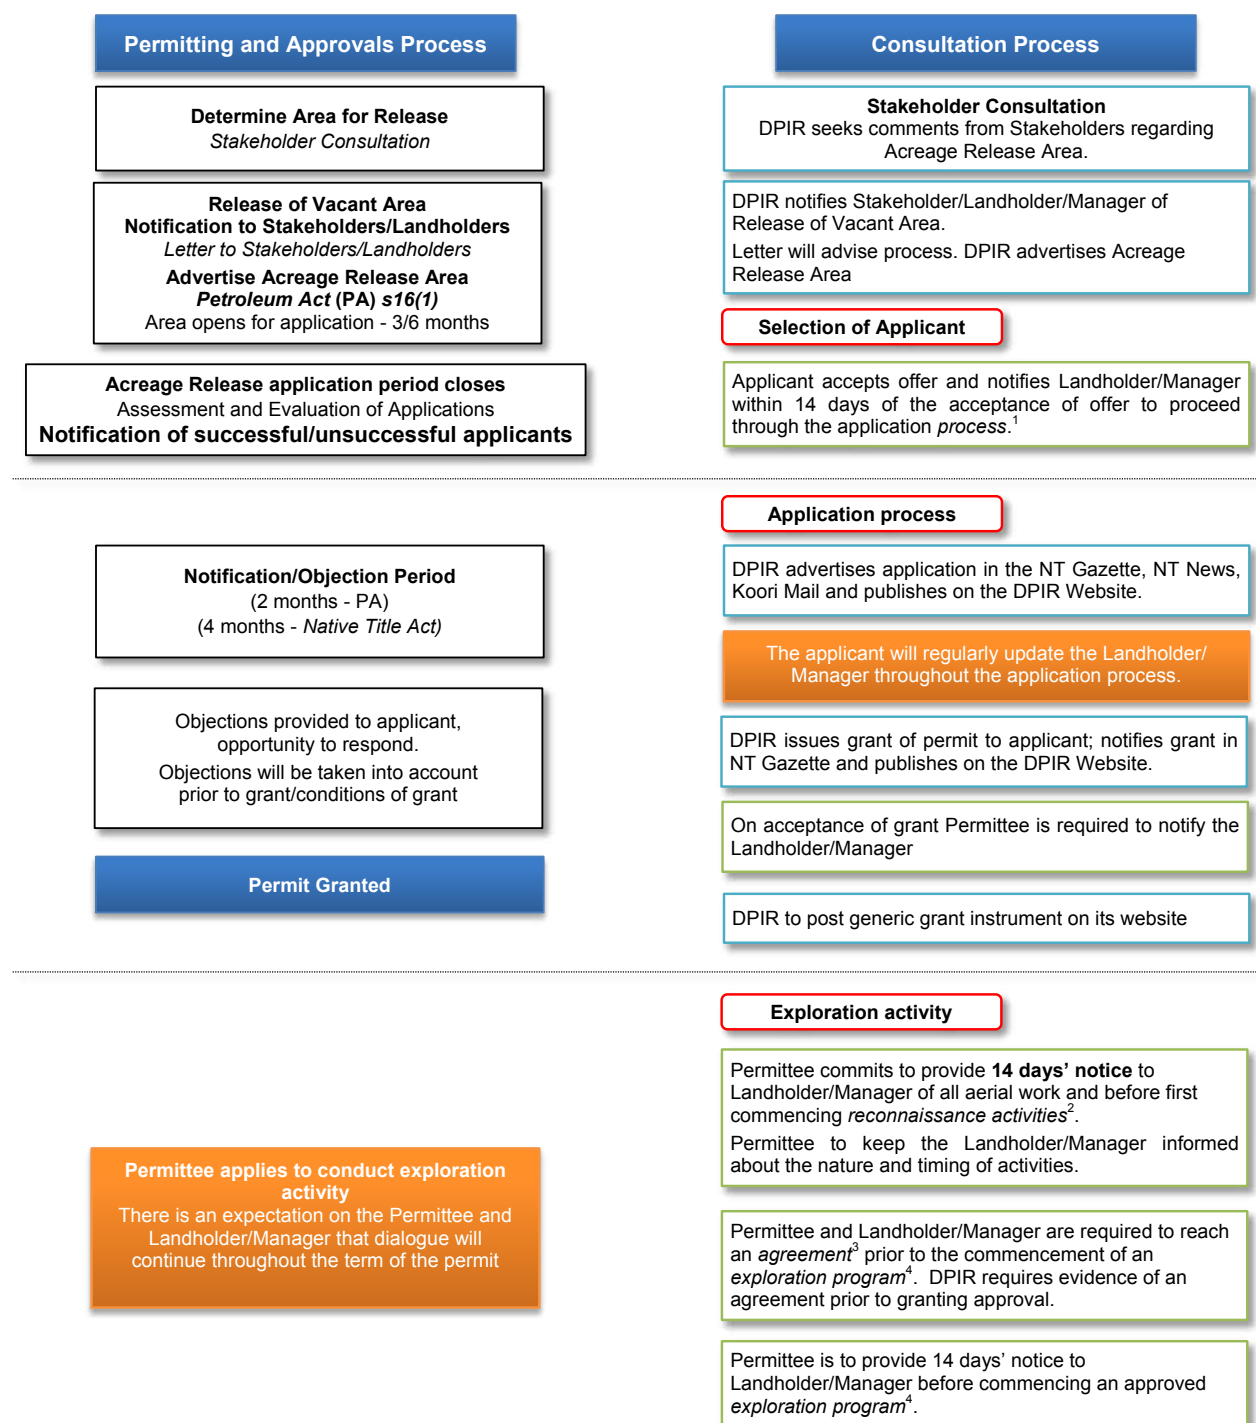 Permitting and Approvals Process
Determine Area for Release
Stakeholder Consultation
Release of Vacant Area
Notification to Stakeholders/Landholders
Letter to Stakeholders/Landholders
Advertise Acreage Release Area
Petroleum Act (PA) s16(1)
Area opens for application - 3/6 months
Acreage Release application period closes
Assessment and Evaluation of Applications
Notification of successful/unsuccessful applicants
Consultation Process
Stakeholder Consultation
DPIR seeks comments from Stakeholders regarding
Acreage Release Area.
DPIR notifies Stakeholder/Landholder/Manager of
Release of Vacant Area.
Letter will advise process. DPIR advertises Acreage
Release Area
Selection of Applicant
Applicant accepts offer and notifies Landholder/Manager
within 14 days of the acceptance of offer to proceed
through the application process.1
Notification/Objection Period
(2 months - PA)
(4 months - Native Title Act)
Objections provided to applicant,
opportunity to respond.
Objections will be taken into account
prior to grant/conditions of grant
Permit Granted
Application process
DPIR advertises application in the NT Gazette, NT News,
Koori Mail and publishes on the DPIR Website.
The applicant will regularly update the Landholder/
Manager throughout the application process.
DPIR issues grant of permit to applicant; notifies grant in
NT Gazette and publishes on the DPIR Website.
On acceptance of grant Permittee is required to notify the
Landholder/Manager
DPIR to post generic grant instrument on its website
Permittee applies to conduct exploration
activity
There is an expectation on the Permittee and
Landholder/Manager that dialogue will
continue throughout the term of the permit
Exploration activity
Permittee commits to provide 14 days’ notice to
Landholder/Manager of all aerial work and before first
commencing reconnaissance activities2.
Permittee to keep the Landholder/Manager informed
about the nature and timing of activities.
Permittee and Landholder/Manager are required to reach
an agreement3 prior to the commencement of an
exploration program4. DPIR requires evidence of an
agreement prior to granting approval.
Permittee is to provide 14 days’ notice to
Landholder/Manager before commencing an approved
exploration program4.